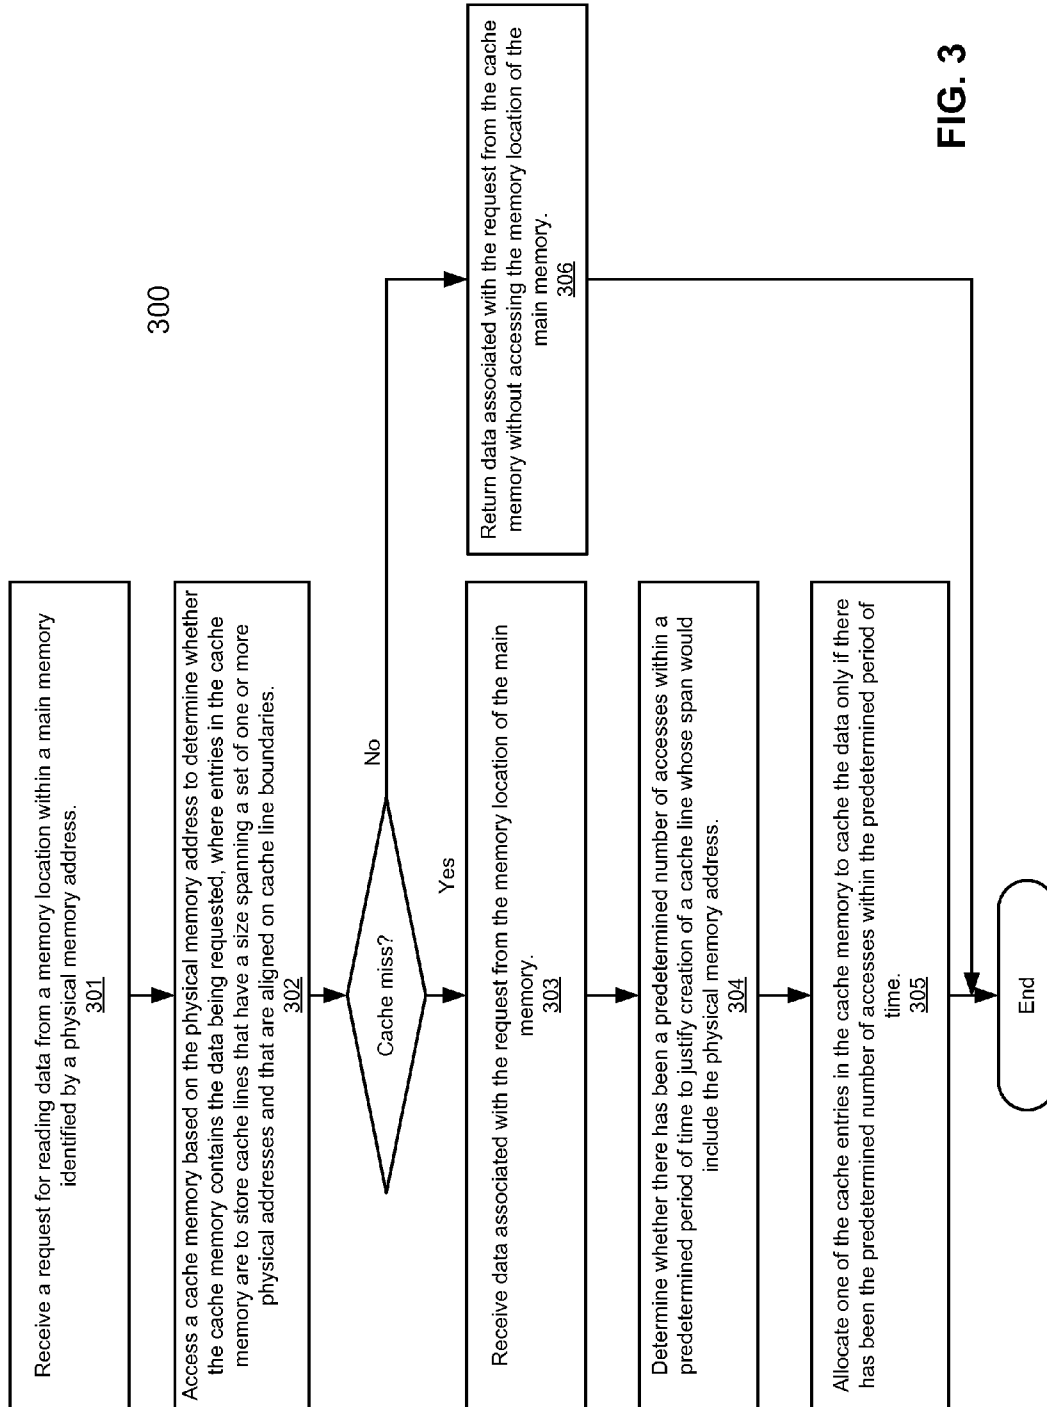 300
Receive a request for reading data from a memory location within a main memory
identified by a physical memory address.
301
Access a cache memory based on the physical memory address to determine whether
the cache memory contains the data being requested, where entries in the cache
memory are to store cache lines that have a size spanning a set of one or more
physical addresses and that are aligned on cache line boundaries.
302
Cache miss?
No
Yes
Receive data associated with the request from the memory location of the main
memory.
303
Return data associated with the request from the cache
memory without accessing the memory location of the
main memory.
306
Determine whether there has been a predetermined number of accesses within a
predetermined period of time to justify creation of a cache line whose span would
include the physical memory address.
304
Allocate one of the cache entries in the cache memory to cache the data only if there
has been the predetermined number of accesses within the predetermined period of
time.
305
End
FIG. 3